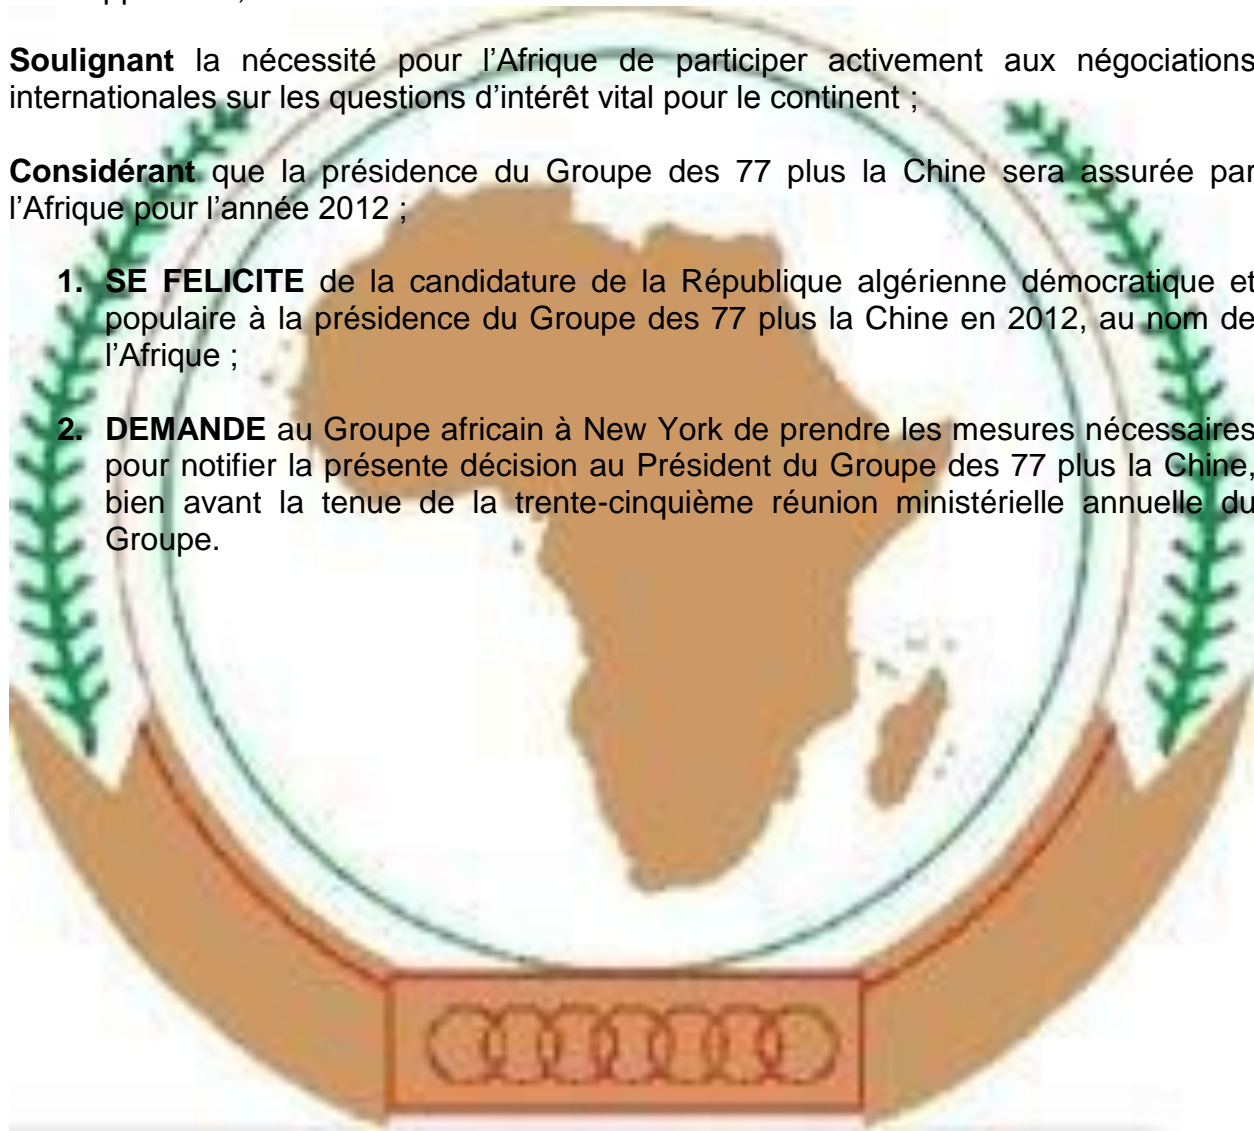 Soulignant la nécessité pour l’Afrique de participer activement aux négociations
internationales sur les questions d’intérêt vital pour le continent ;
Considérant que la présidence du Groupe des 77 plus la Chine sera assurée par
l’Afrique pour l’année 2012 ;
1. SE FELICITE de la candidature de la République algérienne démocratique et
populaire à la présidence du Groupe des 77 plus la Chine en 2012, au nom de
l’Afrique ;
2. DEMANDE au Groupe africain à New York de prendre les mesures nécessaires
pour notifier la présente décision au Président du Groupe des 77 plus la Chine,
bien avant la tenue de la trente-cinquième réunion ministérielle annuelle du
Groupe.